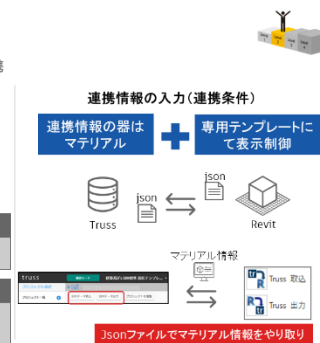 携
連携情報の入力(連携条件)
連携情報の器は
マテリアル
専用テンプレートに
て表示制御
json
json
Truss
Revit
マテリアル情報
truss
Truss 取込
Truss 出力
Jsonファイルでマテリアル情報をやり取り